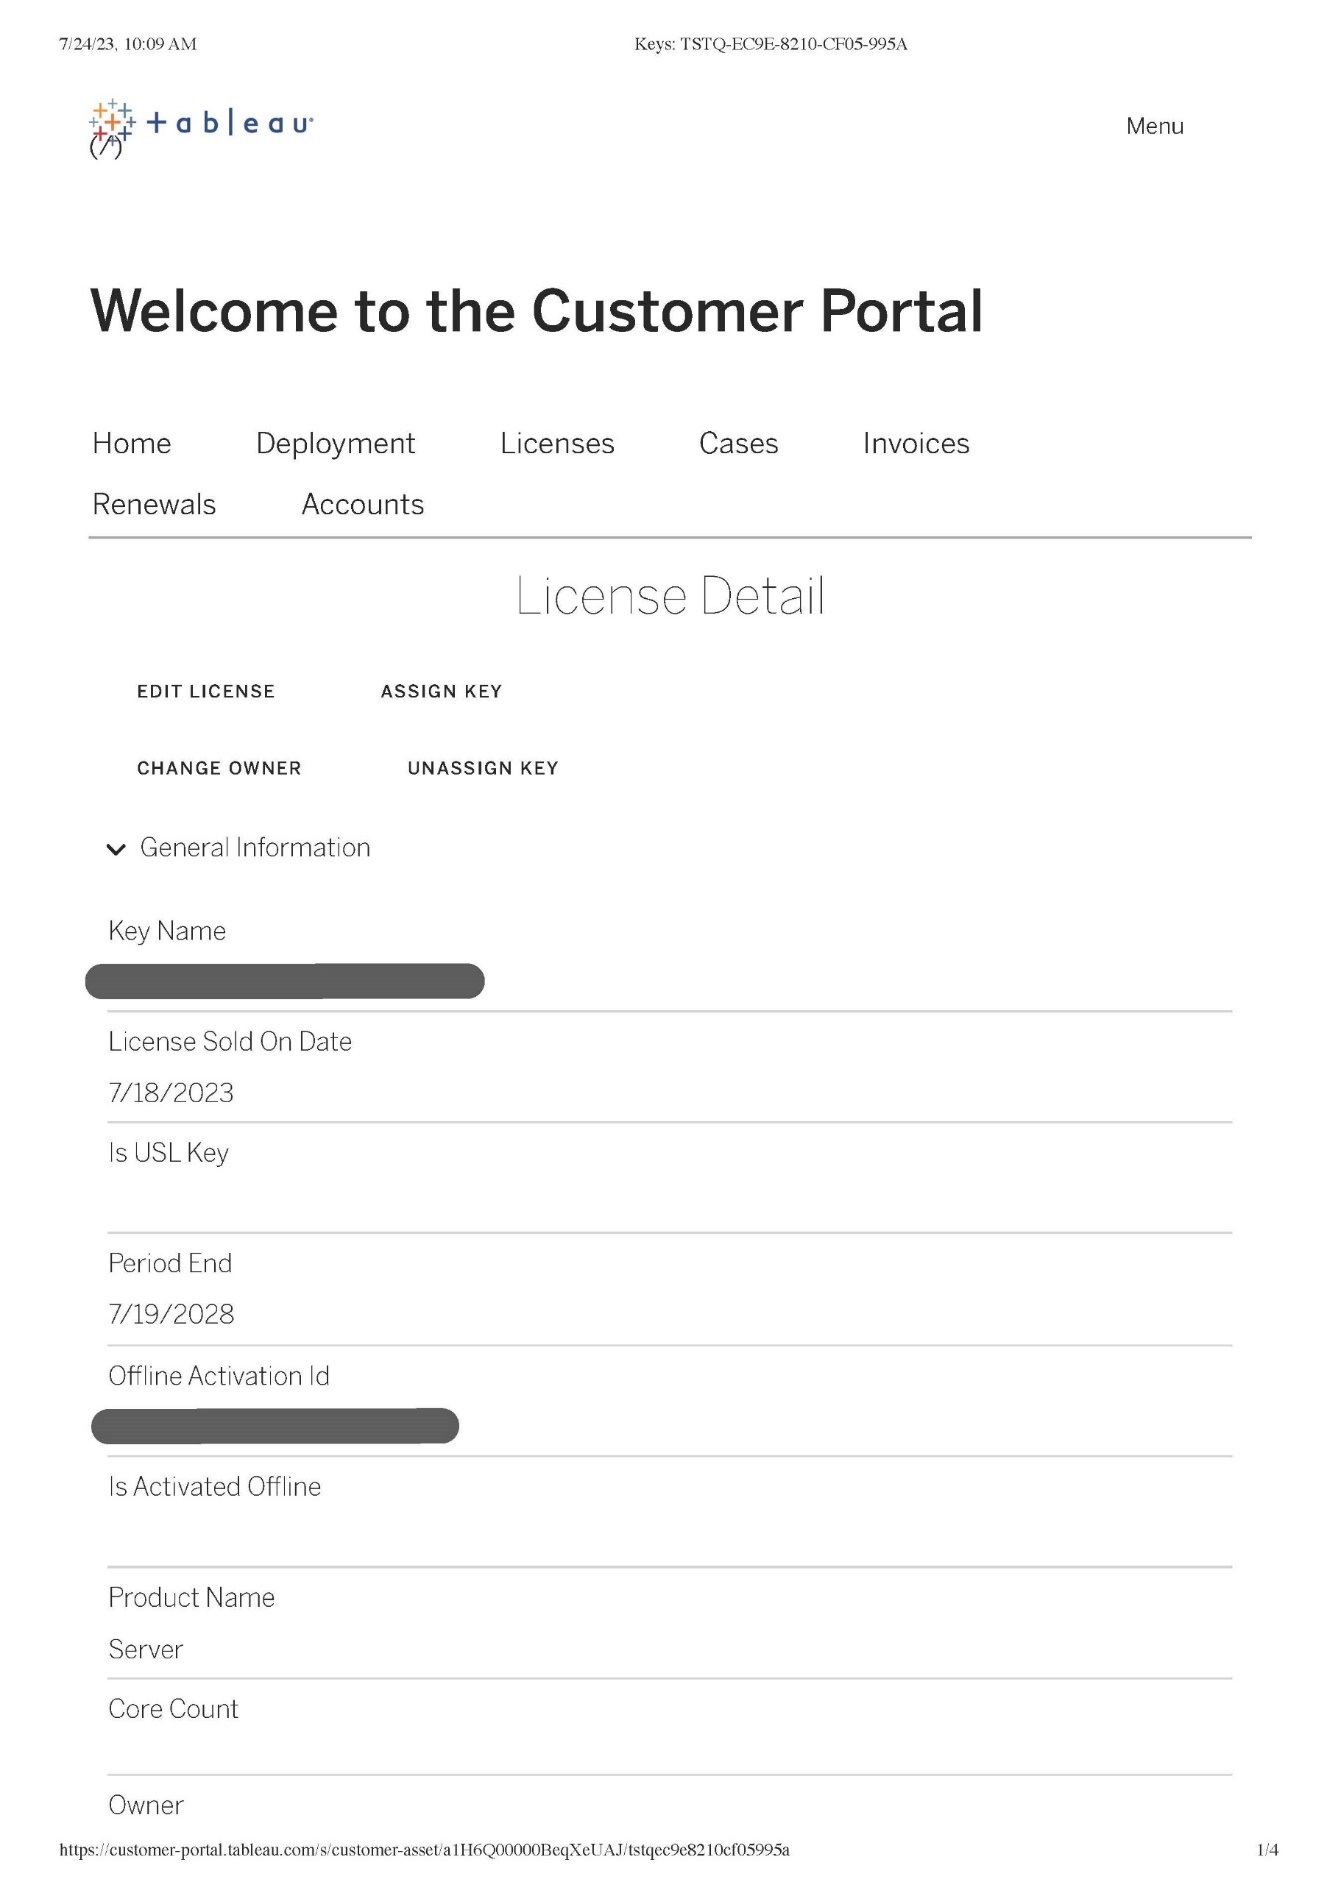 7/24/23, 10:09 AM Keys: TSTQ-EC9E-8210-CF05-995A
+ableau
(/) Menu
Welcome to the Customer Portal
Home Deployment Licenses Cases Invoices
Renewals Accounts
License Detail
EDIT LICENSE ASSIGN KEY
CHANGE OWNER UNASSIGN KEY
General Information
Key Name
License Sold On Date
7/18/2023
Is USL Key
Period End
7/19/2028
Offline Activation Id
Is Activated Offline
Product Name
Server
Core Count
Owner
https://customer-portal.tableau.com/s/customer-asset/a1H6Q00000BeqXeUAJ/tstqec9e8210cf05995a 1/4